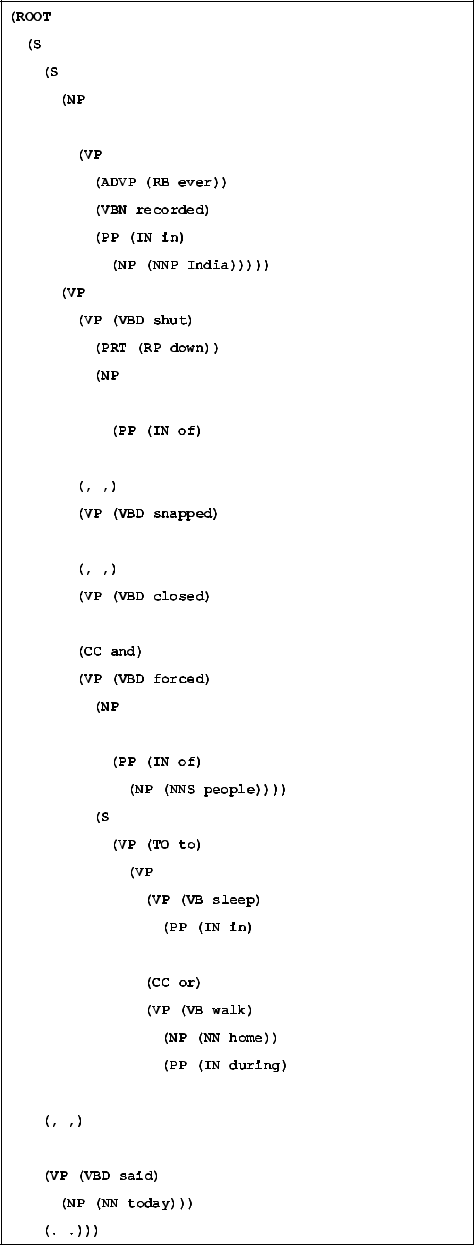 (ROOT
(S
(S
(NP
(VP
(ADVP (RB ever))
(VBN recorded)
(PP (IN in)
(NP (NNP India)))))
(VP
(VP (VBD shut)
(PRT (RP down))
(NP
(PP (IN of)
(, ,)
(VP (VBD snapped)
(, ,)
(VP (VBD closed)
(CC and)
(VP (VBD forced)
(NP
(PP (IN of)
(NP (NNS people))))
(S
(VP (TO to)
(VP
(VP (VB sleep)
(PP (IN in)
(CC or)
(VP (VB walk)
(NP (NN home))
(PP (IN during)
(, ,)
(VP (VBD said)
(NP (NN today)))
(. .)))